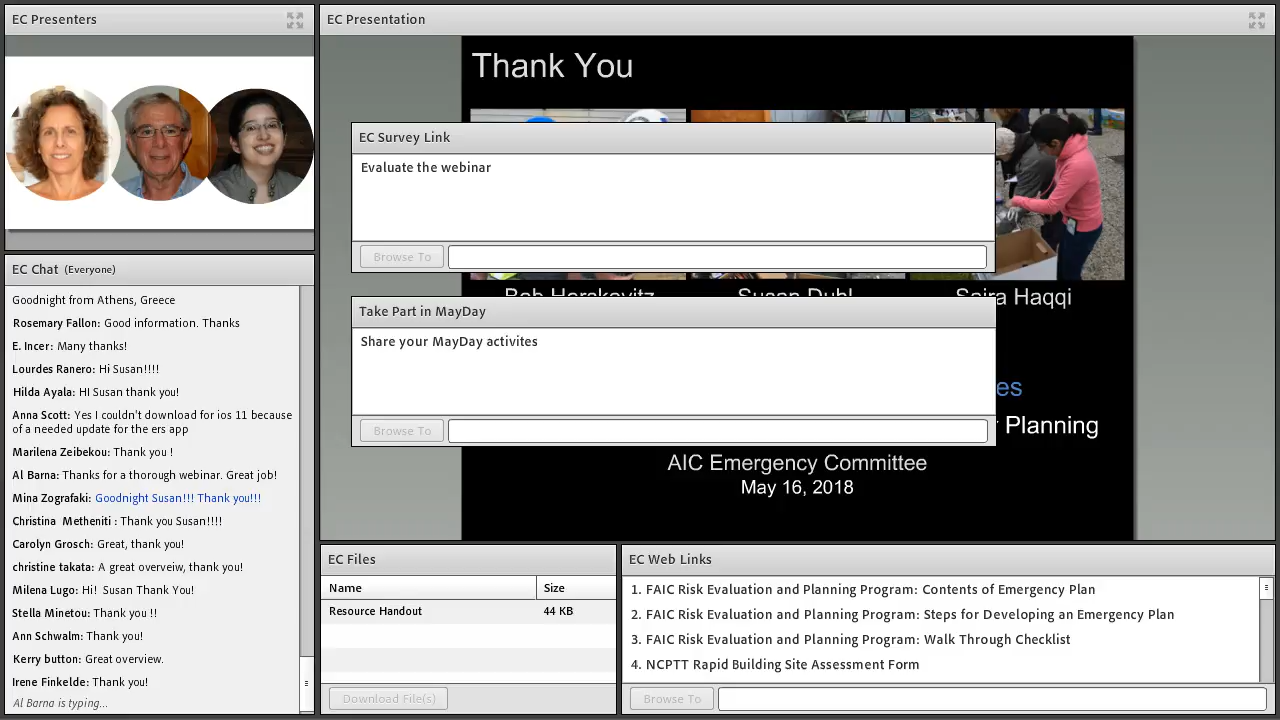 EC Presenters
EC Presentation
Thank You
EC Survey Link
Evaluate the webinar
Browse To
Saira Haqqi
Take Part in MayDay
Share your MayDay activites
Browse To
es
Planning
AIC Emergency Committee
May 16, 2018
EC Chat (Everyone)
Goodnight from Athens, Greece
Rosemary Fallon: Good information. Thanks
E. Incer: Many thanks!
Lourdes Ranero: Hi Susan!!!!
Hilda Ayala: HI Susan thank you!
Anna Scott: Yes I couldn't download for ios 11 because
of a needed update for the ers app
Marilena Zeibekou: Thank you !
Al Barna: Thanks for a thorough webinar. Great job!
Mina Zografaki: Goodnight Susan!!! Thank you!!!
Christina Metheniti : Thank you Susan!!!!
Carolyn Grosch: Great, thank you!
christine takata: A great overveiw, thank you!
Milena Lugo: Hi! Susan Thank You!
Stella Minetou: Thank you !!
Ann Schwalm: Thank you!
Kerry button: Great overview.
Irene Finkelde: Thank you!
Al Barna is typing...
EC Files
Name Size
Resource Handout 44 KB
Download File(s)
EC Web Links
1. FAIC Risk Evaluation and Planning Program: Contents of Emergency Plan
2. FAIC Risk Evaluation and Planning Program: Steps for Developing an Emergency Plan
3. FAIC Risk Evaluation and Planning Program: Walk Through Checklist
4. NCPTT Rapid Building Site Assessment Form
Browse To